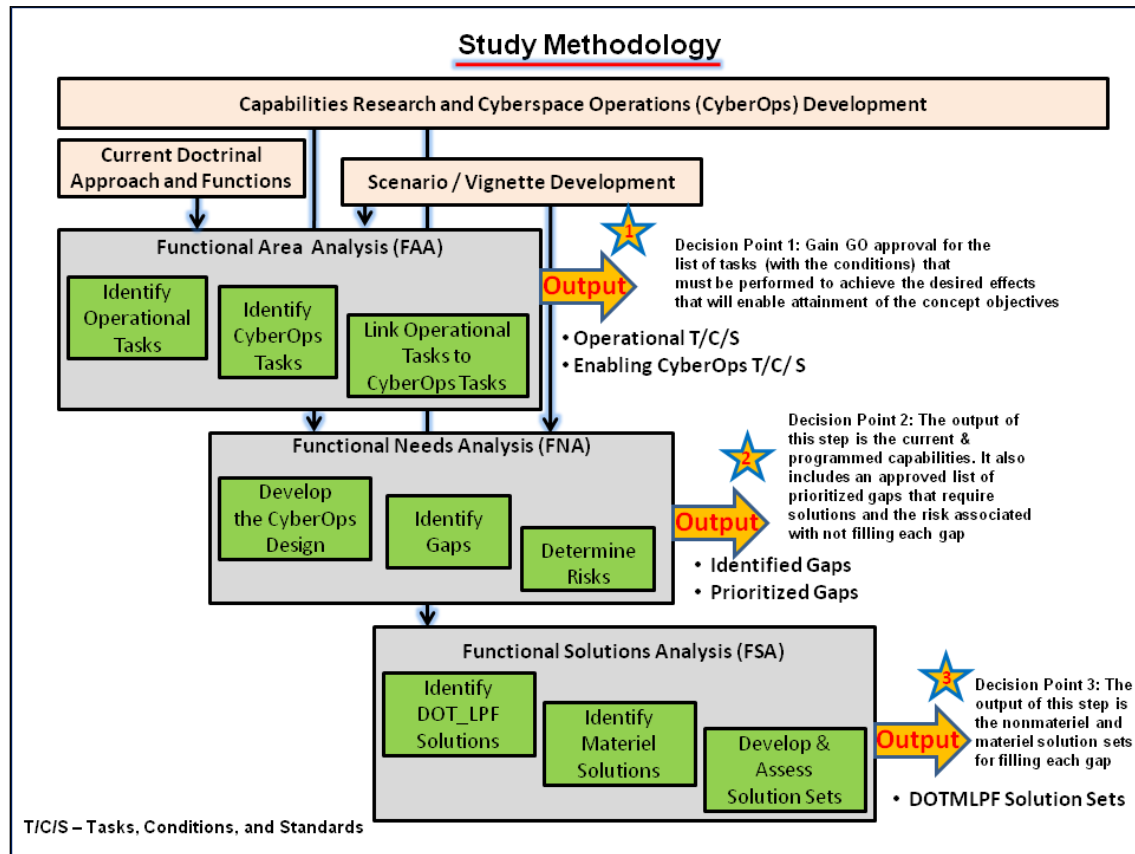 Study Methodology
Capabilities Research and Cyberspace Operations (CyberOps) Development
Current Doctrinal
Approach and Functions
Scenario / Vignette Development
Functional Area Analysis (FAA)
Identify
Operational
Tasks
Identify
CyberOps
Tasks
Link Operational
Tasks to
CyberOps Tasks
Output
1
Decision Point 1: Gain GO approval for the
list of tasks (with the conditions) that
must be performed to achieve the desired effects
that will enable attainment of the concept objectives
• Operational T/C/S
• Enabling CyberOps T/C/ S
Functional Needs Analysis (FNA)
Develop
the CyberOps
Design
Identify
Gaps
Determine
Risks
Output
2
Decision Point 2: The output of
this step is the current &
programmed capabilities. It also
includes an approved list of
prioritized gaps that require
solutions and the risk associated
with not filling each gap
• Identified Gaps
• Prioritized Gaps
Functional Solutions Analysis (FSA)
Identify
DOT_LPF
Solutions
Identify
Materiel
Solutions
Develop &
Assess
Solution Sets
Output
3
Decision Point 3: The
output of this step is
the nonmateriel and
materiel solution sets
for filling each gap
• DOTMLPF Solution Sets
T/C/S – Tasks, Conditions, and Standards